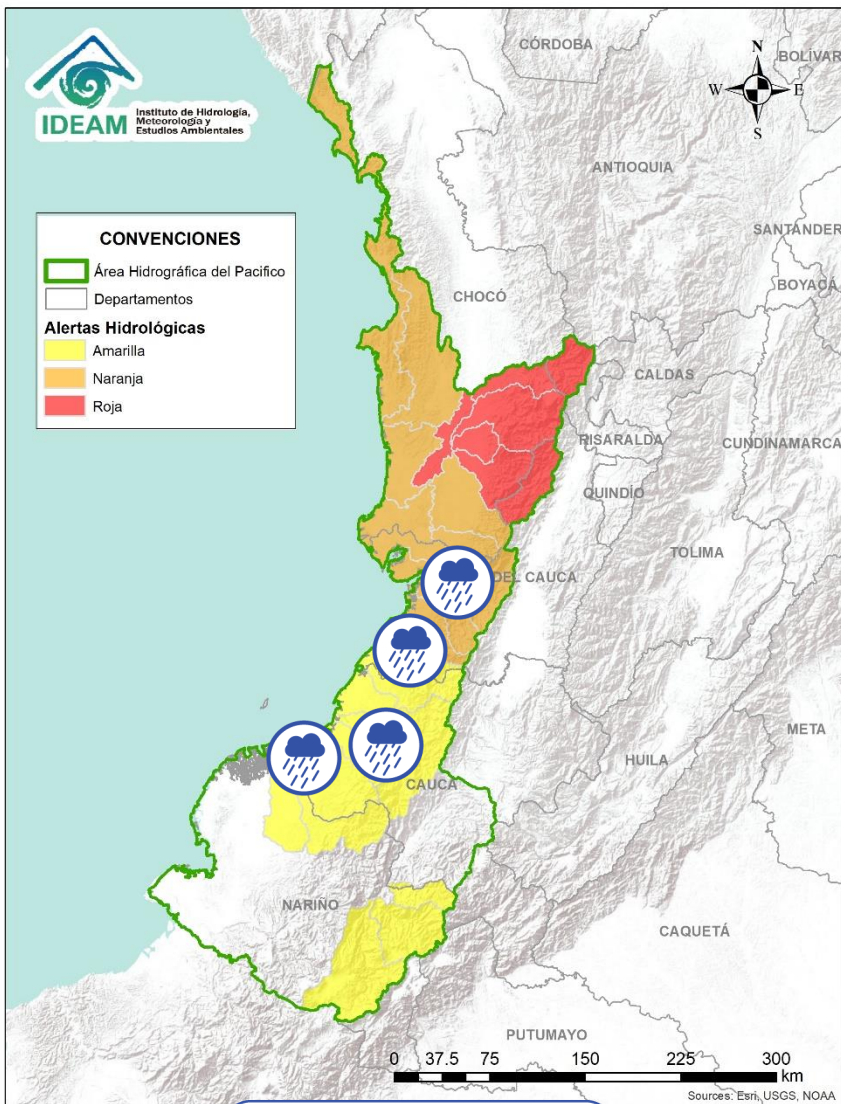 CÓRDOBA
BOLÍVAR
N
W E
S
IDEAM
Instituto de Hidrología,
Meteorología y
Estudios Ambientales
ANTIOQUIA
SANTANDER
BOYACÁ
CONVENCIONES
Área Hidrográfica del Pacifico
Departamentos
Alertas Hidrológicas
Amarilla
Naranja
Roja
CHOCÓ
CALDAS
RISARALDA
CUNDINAMARCA
QUINDÍO
TOLIMA
DEL CAUCA
META
HUILA
CAUCA
NARIÑO
CAQUETÁ
PUTUMAYO
0 37.5 75 150 225 300
km
Sources: Esri, USGS, NOAA